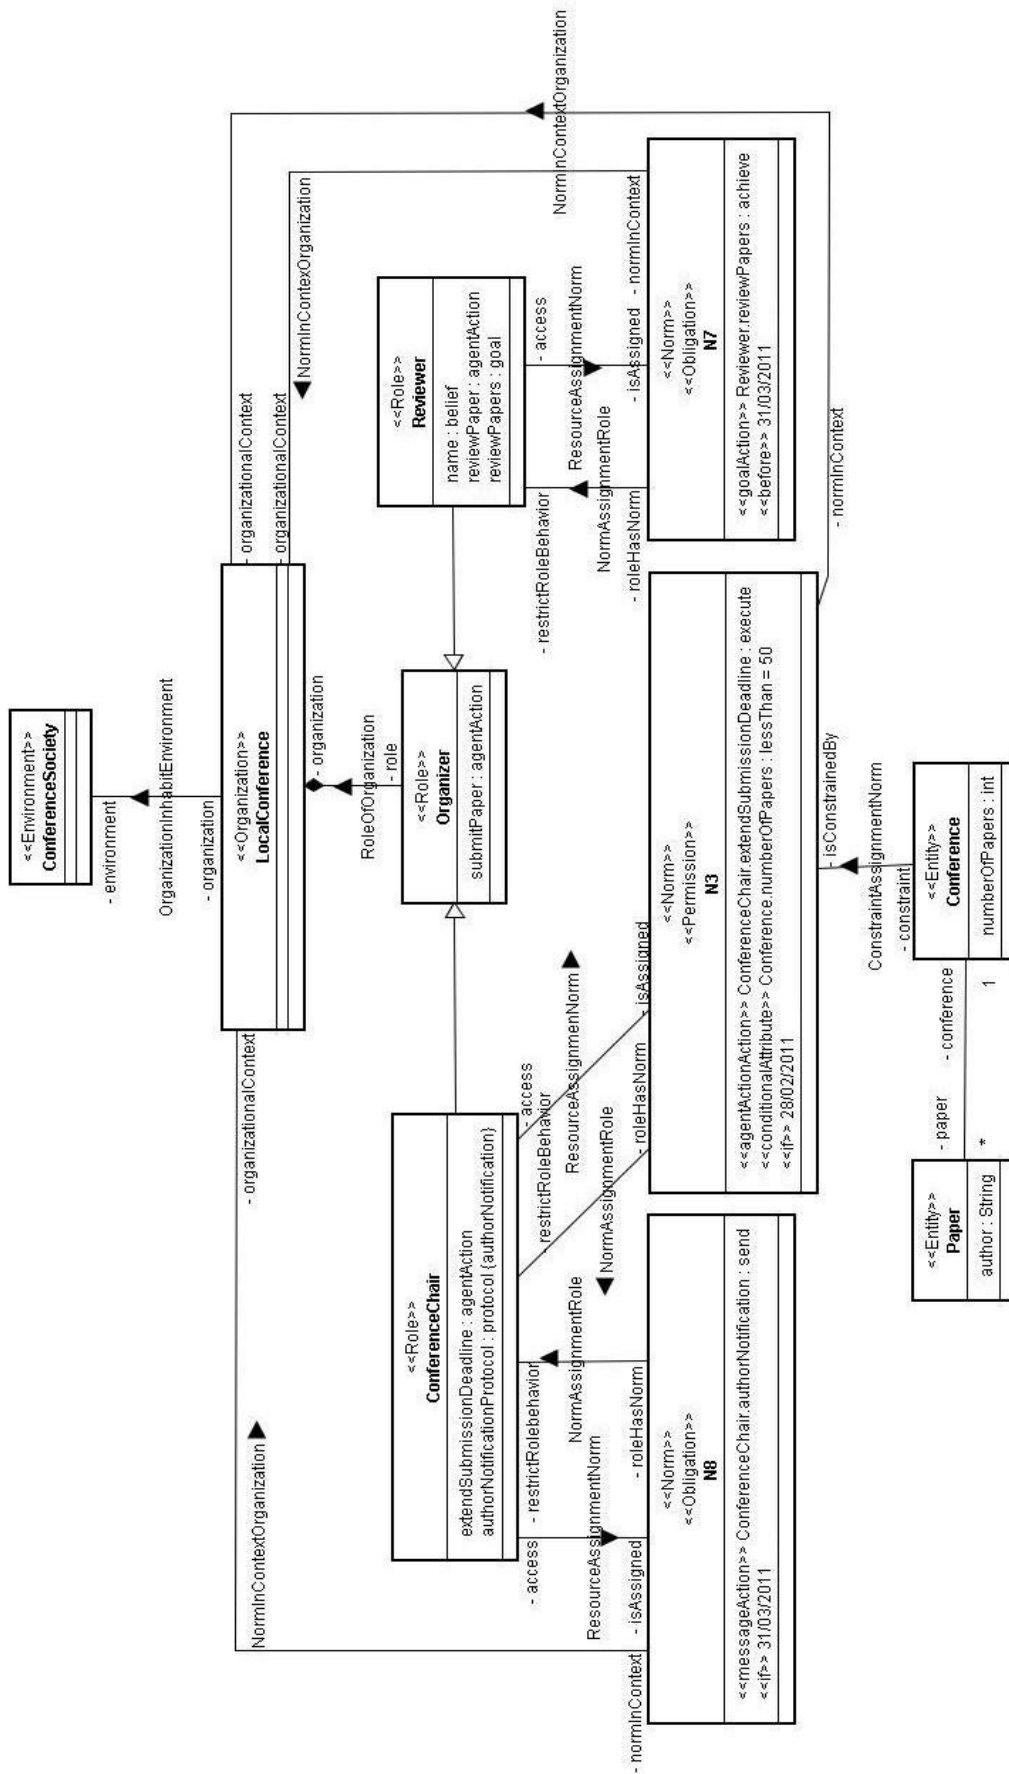 <<Environment>>
ConferenceSociety
- environment
OrganizationInhabitEnvironment
- organization
<<Organization>>
LocalConference
- organizationalContext
- organizationalContext
- organizationalContext
NormInContextOrganization
NormInContexOrganization
NormInContextOrganization
- organization
RoleOfOrganization
- role
<<Role>>
ConferenceChair
extendSubmissionDeadline : agentAction
authorNotificationProtocol : protocol {authorNotification}
<<Role>>
Organizer
submitPaper : agentAction
<<Role>>
Reviewer
name : belief
reviewPaper : agentAction
reviewPapers : goal
- access
- restrictRolebehavior
- restrictRoleBehavior
- access
- restrictRoleBehavior
- access
ResourceAssignmentNorm
NormAssignmentRole
NormAssignmentRole
ResourceAssignmenNorm
NormAssignmentRole
ResourceAssignmentNorm
- normInContext
- isAssigned
- roleHasNorm
- roleHasNorm
- isAssigned
- roleHasNorm
- isAssigned
- normInContext
<<Norm>>
<<Obligation>>
N8
<<messageAction>> ConferenceChair.authorNotification : send
<<if>> 31/03/2011
<<Norm>>
<<Permission>>
N3
<<agentActionAction>> ConferenceChair.extendSubmissionDeadline : execute
<<conditionalAttribute>> Conference.numberOfPapers : lessThan = 50
<<if>> 28/02/2011
<<Norm>>
<<Obligation>>
N7
<<goalAction>> Reviewer.reviewPapers : achieve
<<before>> 31/03/2011
- normInContext
- isConstrainedBy
ConstraintAssignmentNorm
- constraint
<<Entity>>
Paper
author : String
- paper
*
- conference
1
<<Entity>>
Conference
numberOfPapers : int